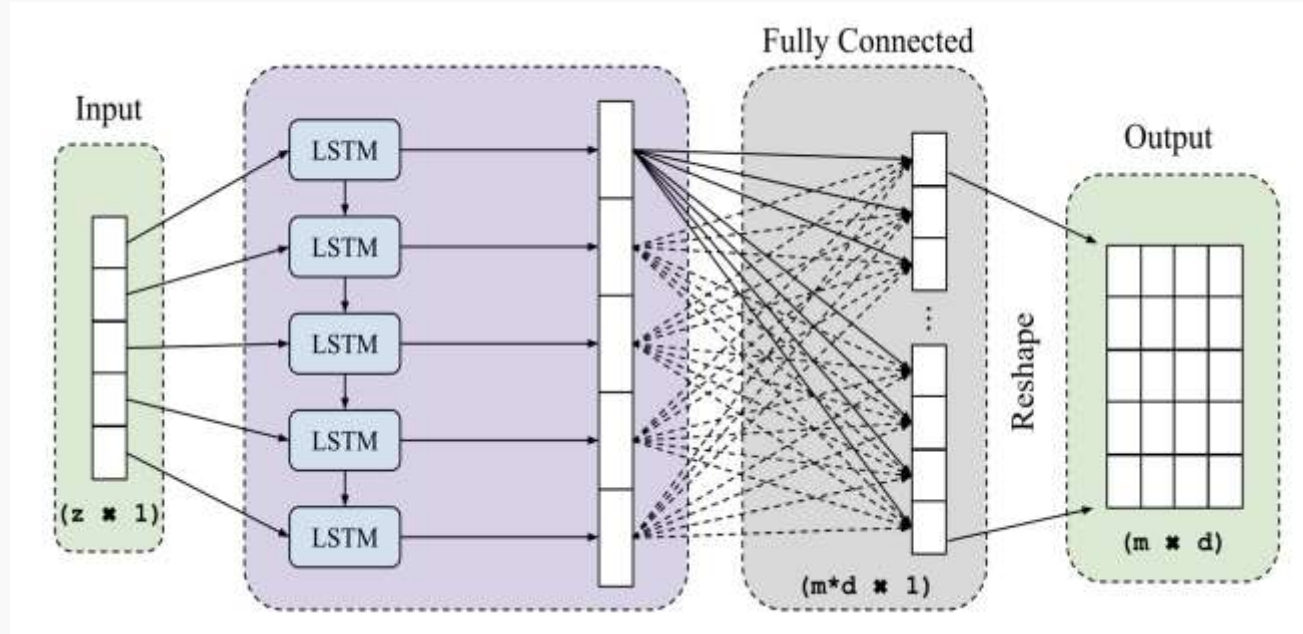 Input
(z ✖ 1)
LSTM
LSTM
LSTM
LSTM
LSTM
Fully Connected
⋮
(m*d ✖ 1)
Reshape
Output
(m ✖ d)